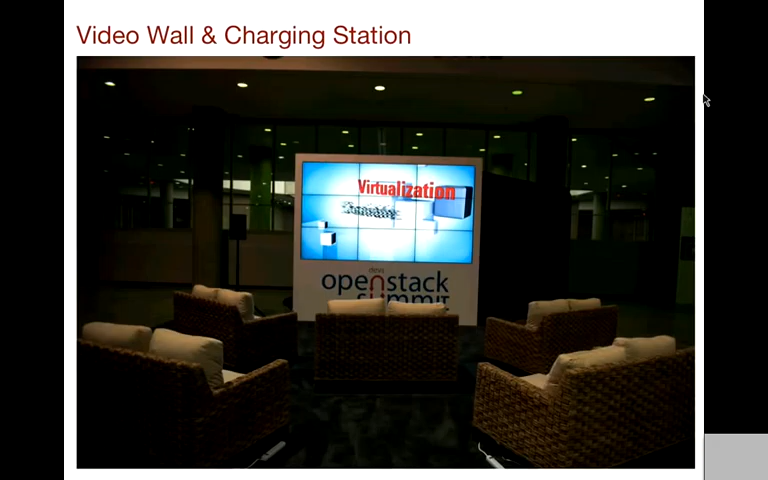 Video Wall & Charging Station
Virtualization
openstack
SUMMIT